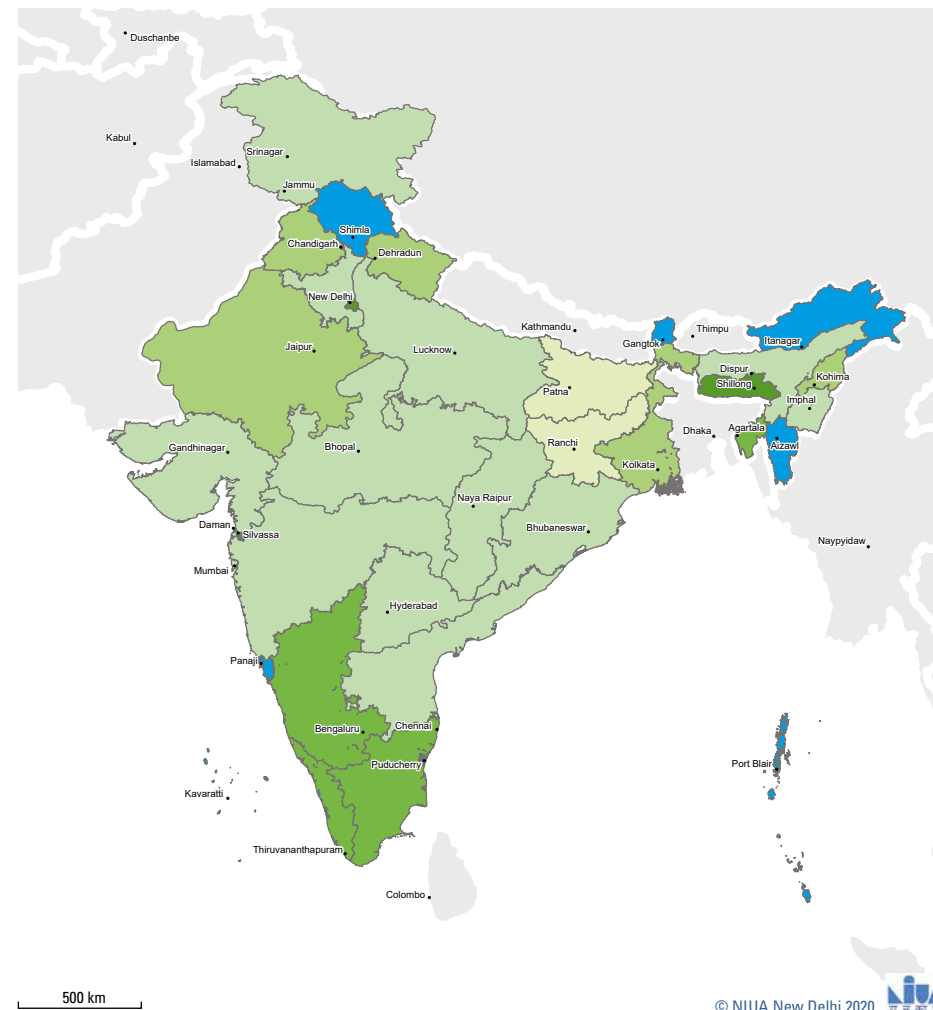 Duschanbe
Kabul
Srinagar
Islamabad
Jammu
Shimla
Chandigarh
Dehradun
New Delhi
Kathmandu
Thimpu
Gangtok
Itanagar
Jaipur
Lucknow
Dispur
Kohima
Shillong
Patna
Imphal
Dhaka
Agartala
Gandhinagar
Bhopal
Ranchi
Aizawl
Kolkata
Naya Raipur
Daman
Silvassa
Bhubaneswar
Naypyidaw
Mumbai
Hyderabad
Panaji
Bengaluru
Chennai
Puducherry
Port Blair
Kavaratti
Thiruvananthapuram
Colombo
500 km
© NIUA New Delhi 2020